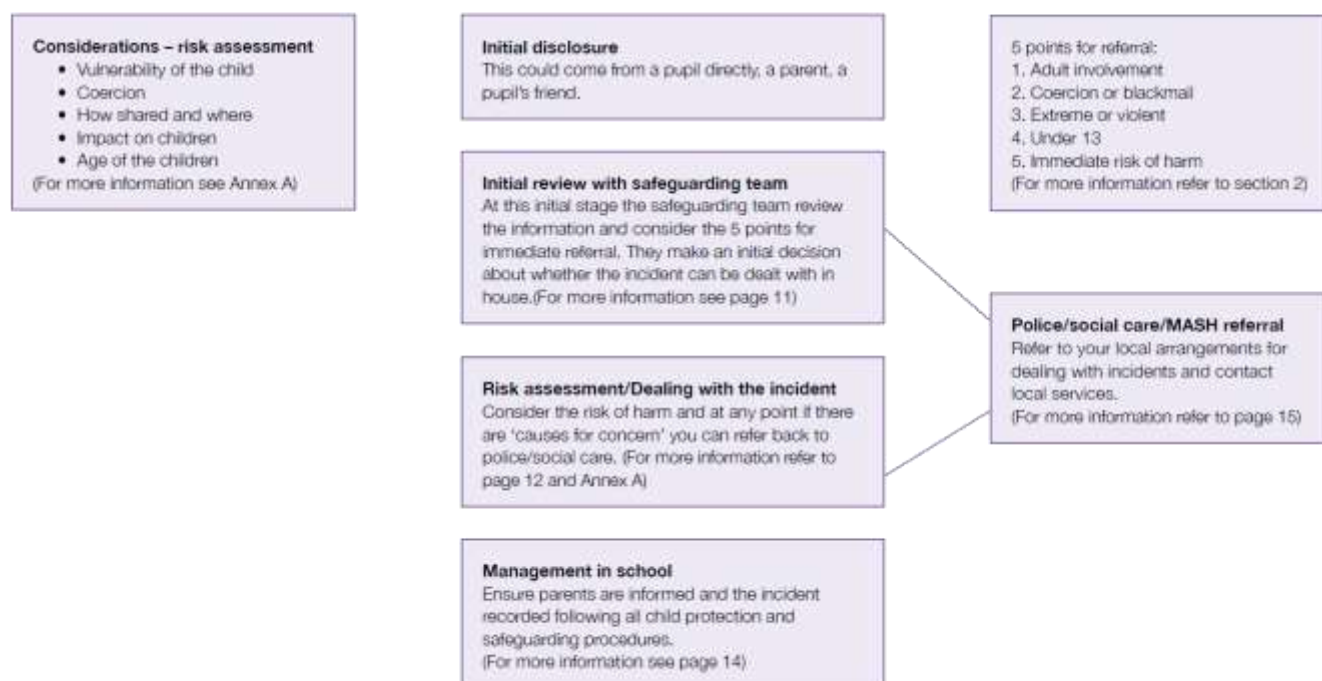 Considerations – risk assessment
• Vulnerability of the child
• Coercion
• How shared and where
• Impact on children
• Age of the children
(For more information see Annex A)
Initial disclosure
This could come from a pupil directly, a parent, a
pupil's friend.
5 points for referral:
1. Adult involvement
2. Coercion or blackmail
3. Extreme or violent
4. Under 13
5. Immediate risk of harm
(For more information refer to section 2)
Initial review with safeguarding team
At this initial stage the safeguarding team review
the information and consider the 5 points for
immediate referral. They make an initial decision
about whether the incident can be dealt with in
house.(For more information see page 11)
Police/social care/MASH referral
Refer to your local arrangements for
dealing with incidents and contact
local services.
(For more information refer to page 15)
Risk assessment/Dealing with the incident
Consider the risk of harm and at any point if there
are 'causes for concern' you can refer back to
police/social care. (For more information refer to
page 12 and Annex A)
Management in school
Ensure parents are informed and the incident
recorded following all child protection and
safeguarding procedures.
(For more information see page 14)